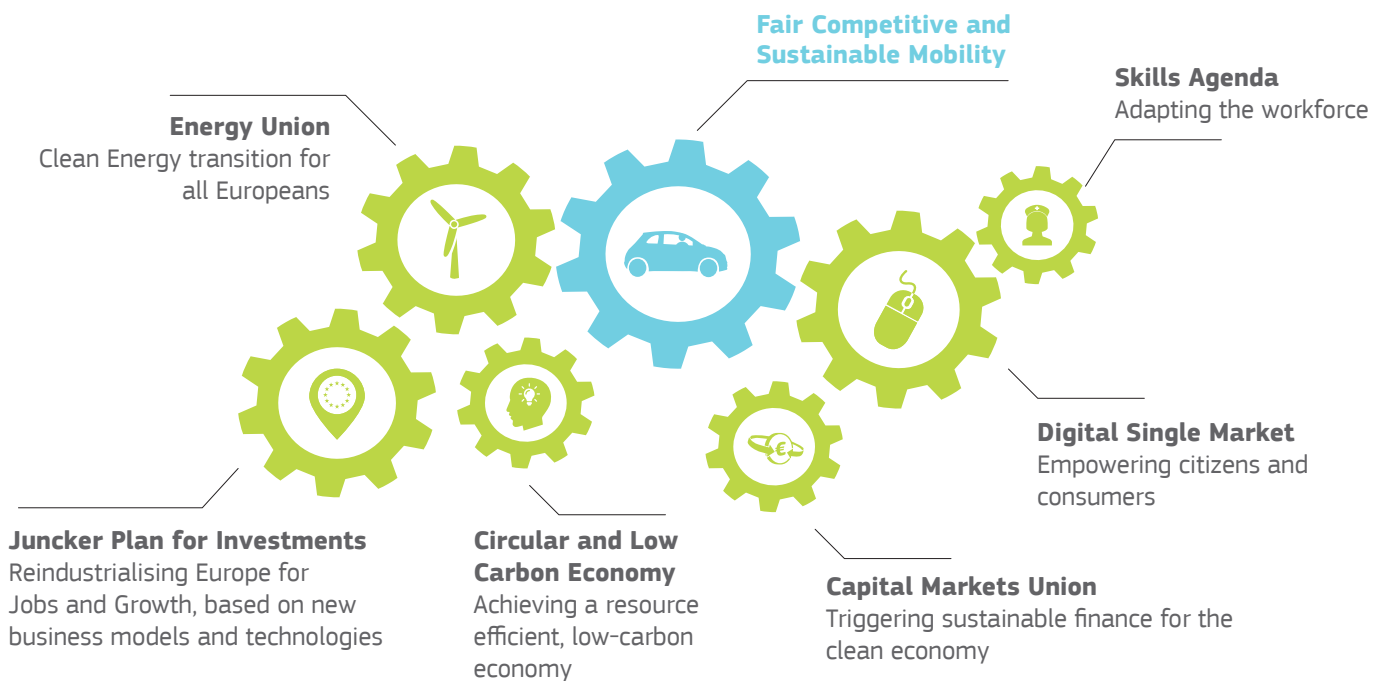 Fair Competitive and
Sustainable Mobility
Skills Agenda
Adapting the workforce
Energy Union
Clean Energy transition for
all Europeans
€
Digital Single Market
Empowering citizens and
consumers
Juncker Plan for Investments
Reindustrialising Europe for
Jobs and Growth, based on new
business models and technologies
Circular and Low
Carbon Economy
Achieving a resource
efficient, low-carbon
economy
Capital Markets Union
Triggering sustainable finance for the
clean economy